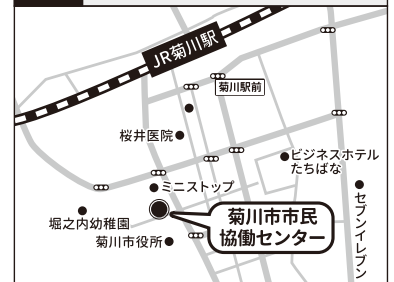 JR菊川駅
菊川駅前
桜井医院
ビジネスホテル
たちばな
ミニストップ
セブンイレブン
堀之内幼稚園
菊川市市民
協働センター
菊川市役所